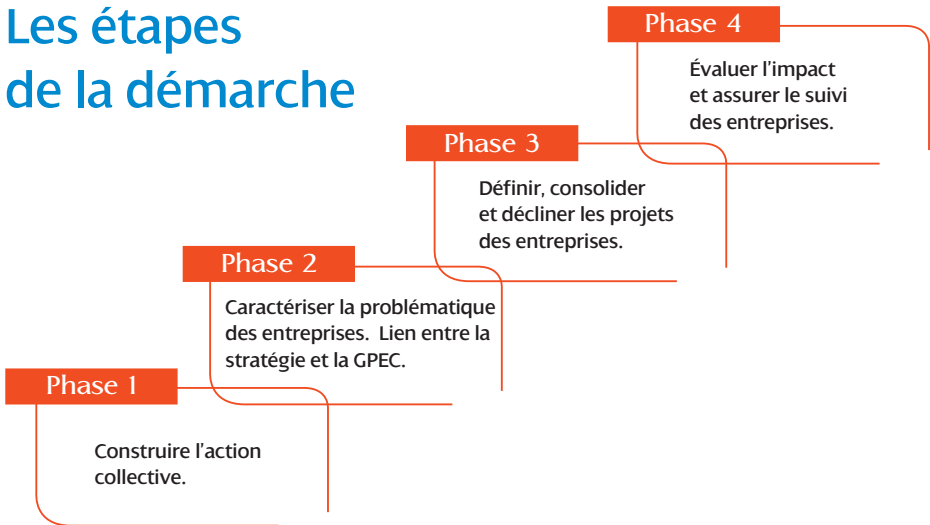 Les étapes
de la démarche
Phase 1
Construire l'action
collective.
Phase 2
Caractériser la problématique
des entreprises. Lien entre la
stratégie et la GPEC.
Phase 3
Définir, consolider
et décliner les projets
des entreprises.
Phase 4
Évaluer l'impact
et assurer le suivi
des entreprises.